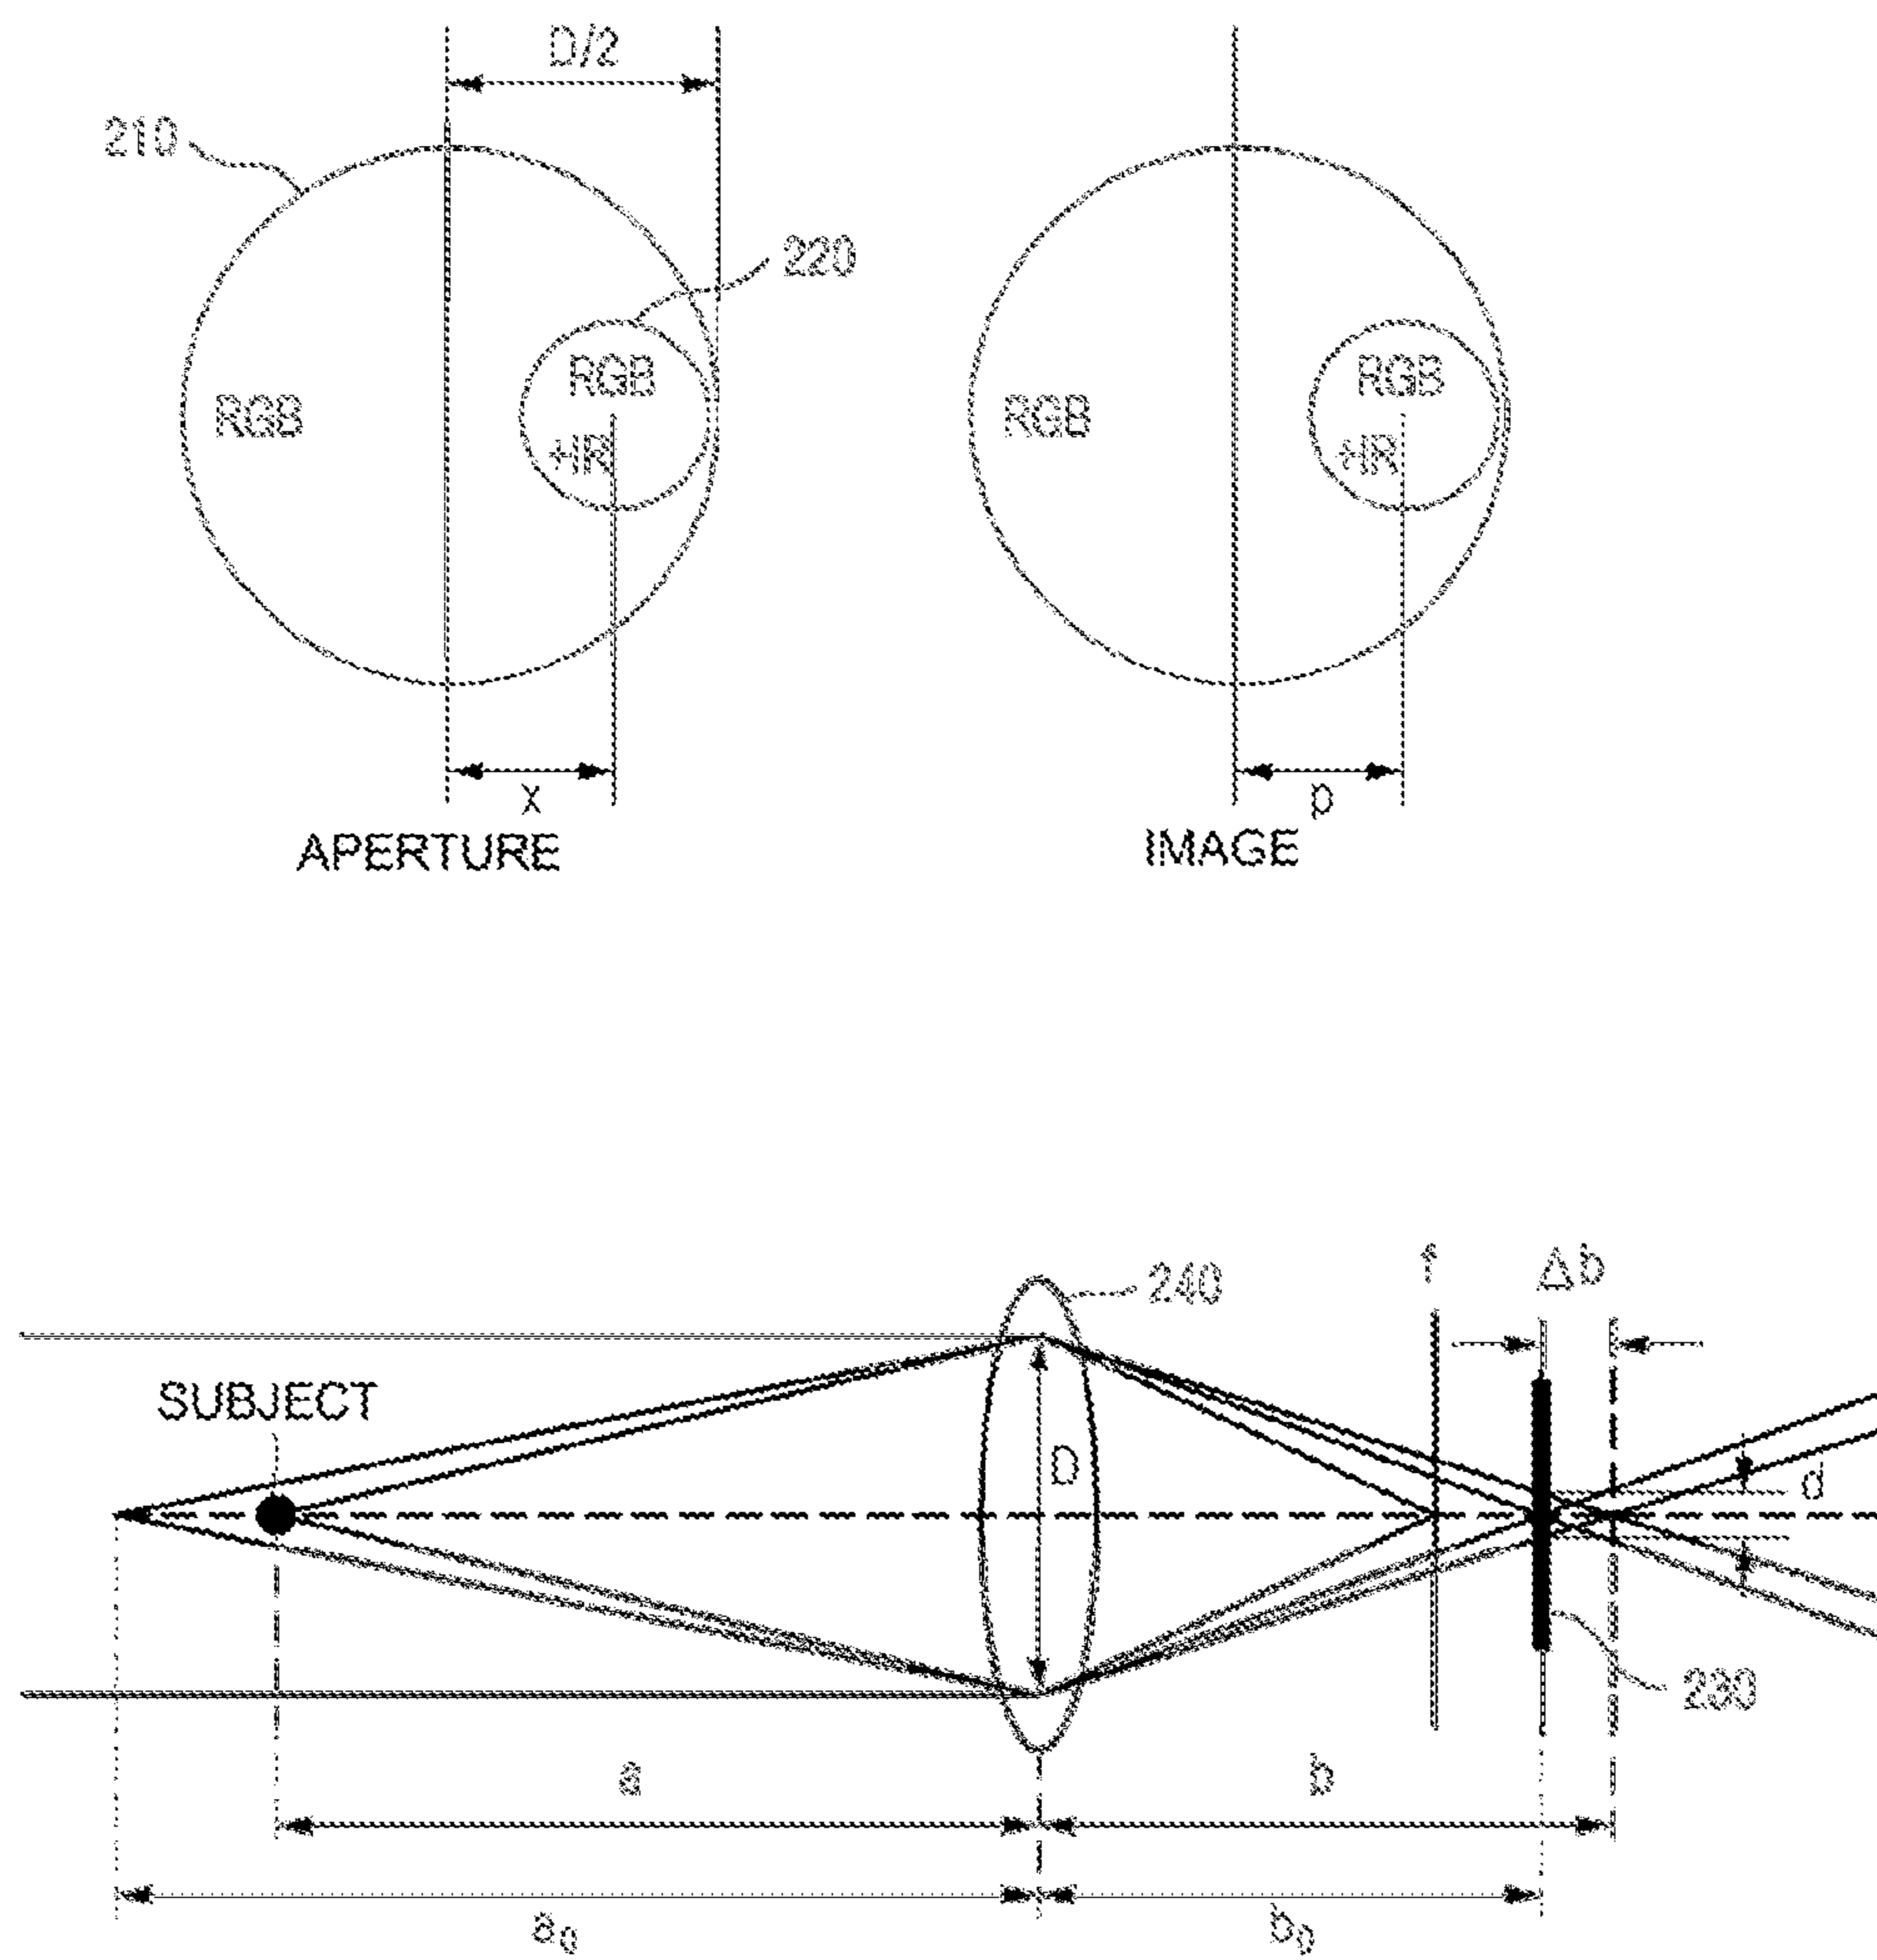 D/2
210
220
RGB
RGB
+IR
RGB
RGB
+IR
x
p
APERTURE
IMAGE
240
f
Δb
SUBJECT
D
d
230
a
b
a₀
b₀